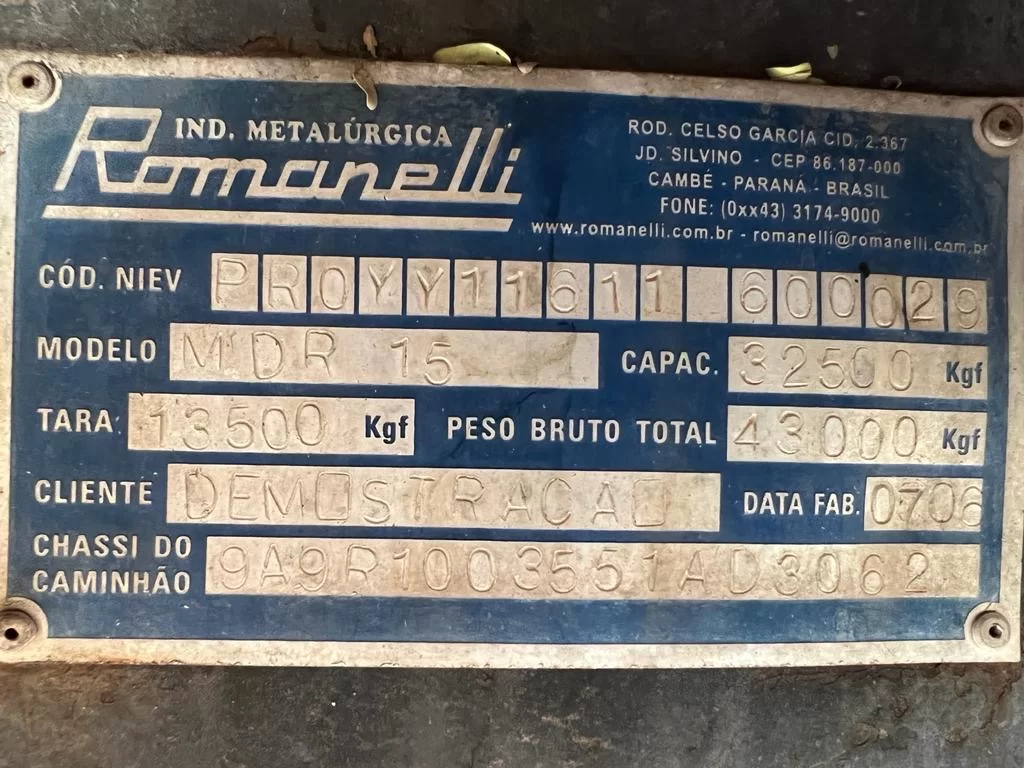 IND. METALÚRGICA
Romanelli
ROD. CELSO GARCIA CID, 2.367
JD. SILVINO - CEP 86.187-000
CAMBÉ - PARANÁ - BRASIL
FONE: (0xx43) 3174-9000
www.romanelli.com.br - romanelli@romanelli.com.br
CÓD. NIEV PR0YY11611 600029
MODELO MDR 15 CAPAC. 32500 Kgf
TARA 13500 Kgf PESO BRUTO TOTAL 43000 Kgf
CLIENTE DEMOSTRACAO DATA FAB. 0706
CHASSI DO CAMINHÃO 9A9R1003551AD3062